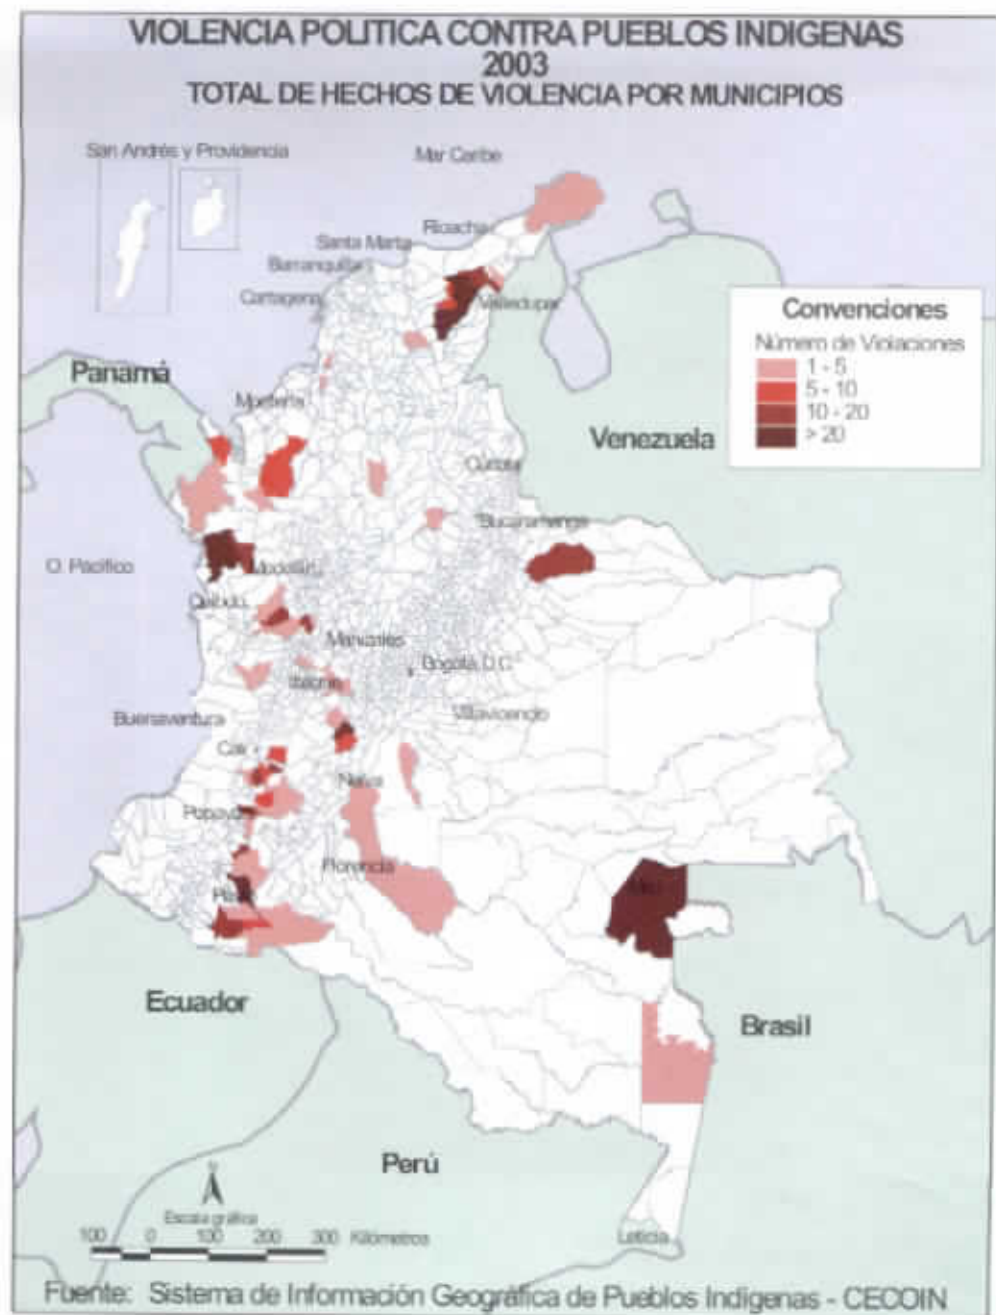 VIOLENCIA POLITICA CONTRA PUEBLOS INDIGENAS
2003
TOTAL DE HECHOS DE VIOLENCIA POR MUNICIPIOS
San Andrés y Providencia
Mar Caribe
Rioacha
Santa Marta
Barranquilla
Cartagena
Valledupar
Convenciones
Número de Violaciones
1 - 5
5 - 10
10 - 20
> 20
Panamá
Montería
Venezuela
Cúcuta
Bucaramanga
O. Pacífico
Medellín
Quibdó
Manizales
Bogotá, D.C.
Ibagué
Buenaventura
Villavicencio
Cali
Neiva
Popayán
Florencia
Pasto
Mitú
Ecuador
Brasil
Perú
N
Escala gráfica
100 0 100 200 300 Kilómetros
Leticia
Fuente: Sistema de Información Geográfica de Pueblos Indígenas - CECOIN